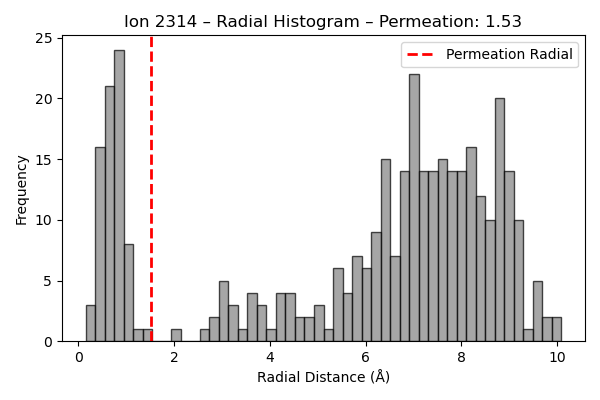 Ion 2314 – Radial Histogram – Permeation: 1.53
Permeation Radial
Frequency
25
20
15
10
5
0
0 2 4 6 8 10
Radial Distance (Å)